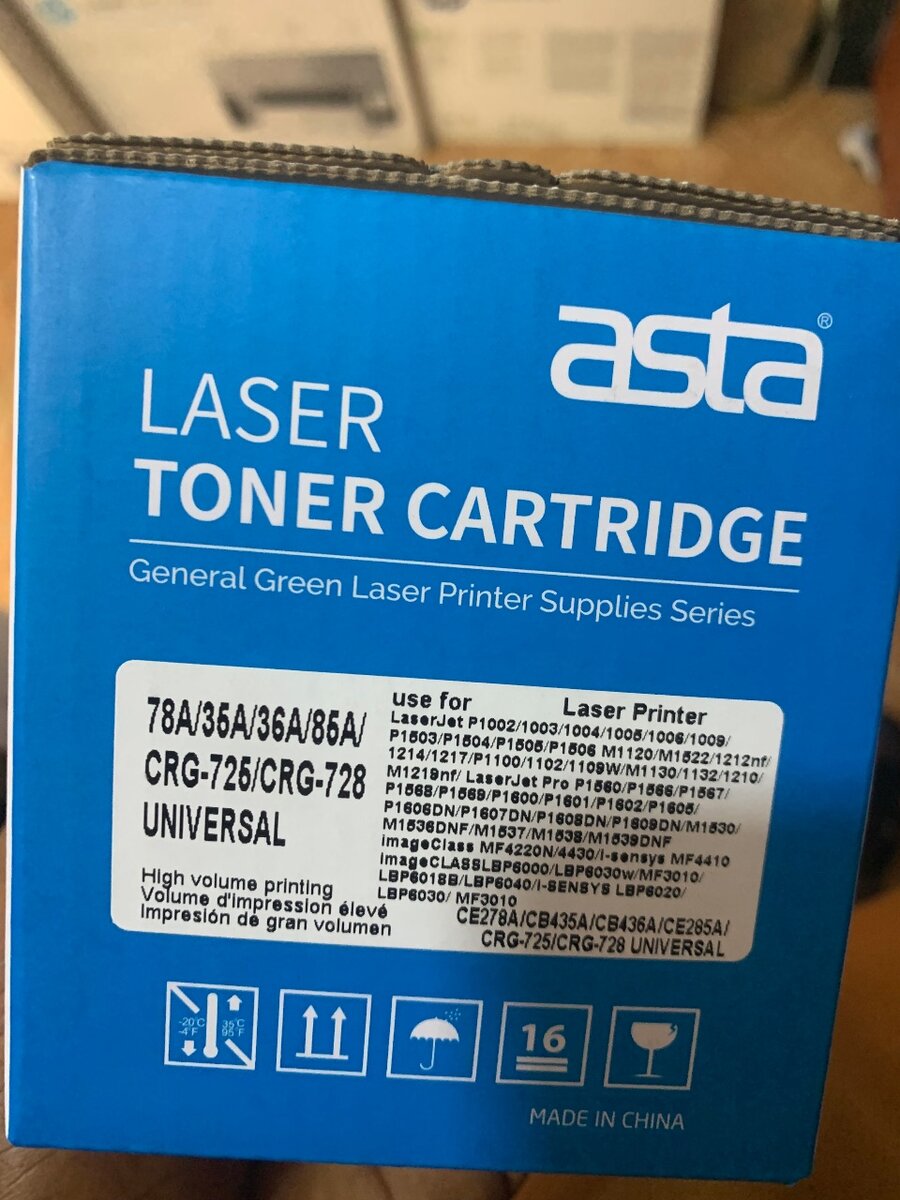 asta®
LASER
TONER CARTRIDGE
General Green Laser Printer Supplies Series
78A/35A/36A/85A/
CRG-725/CRG-728
UNIVERSAL
High volume printing
Volume d'impression élevé
Impresión de gran volumen
use for Laser Printer
LaserJet P1002/1003/1004/1005/1006/1009/
P1503/P1504/P1505/P1506 M1120/M1522/1212nf/
1214/1217/P1100/1102/1109W/M1130/1132/1210/
M1219nf/ LaserJet Pro P1560/P1566/P1567/
P1568/P1569/P1600/P1601/P1602/P1605/
P1606DN/P1607DN/P1608DN/P1609DN/M1530/
M1536DNF/M1537/M1538/M1539DNF
imageClass MF4220N/4430/I-sensys MF4410
imageCLASSLBP6000/LBP6030w/MF3010/
LBP6018B/LBP6040/I-SENSYS LBP6020/
LBP6030/ MF3010
CE278A/CB435A/CB436A/CE285A/
CRG-725/CRG-728 UNIVERSAL
-20°C 35°C
-4°F 95°F
16
MADE IN CHINA